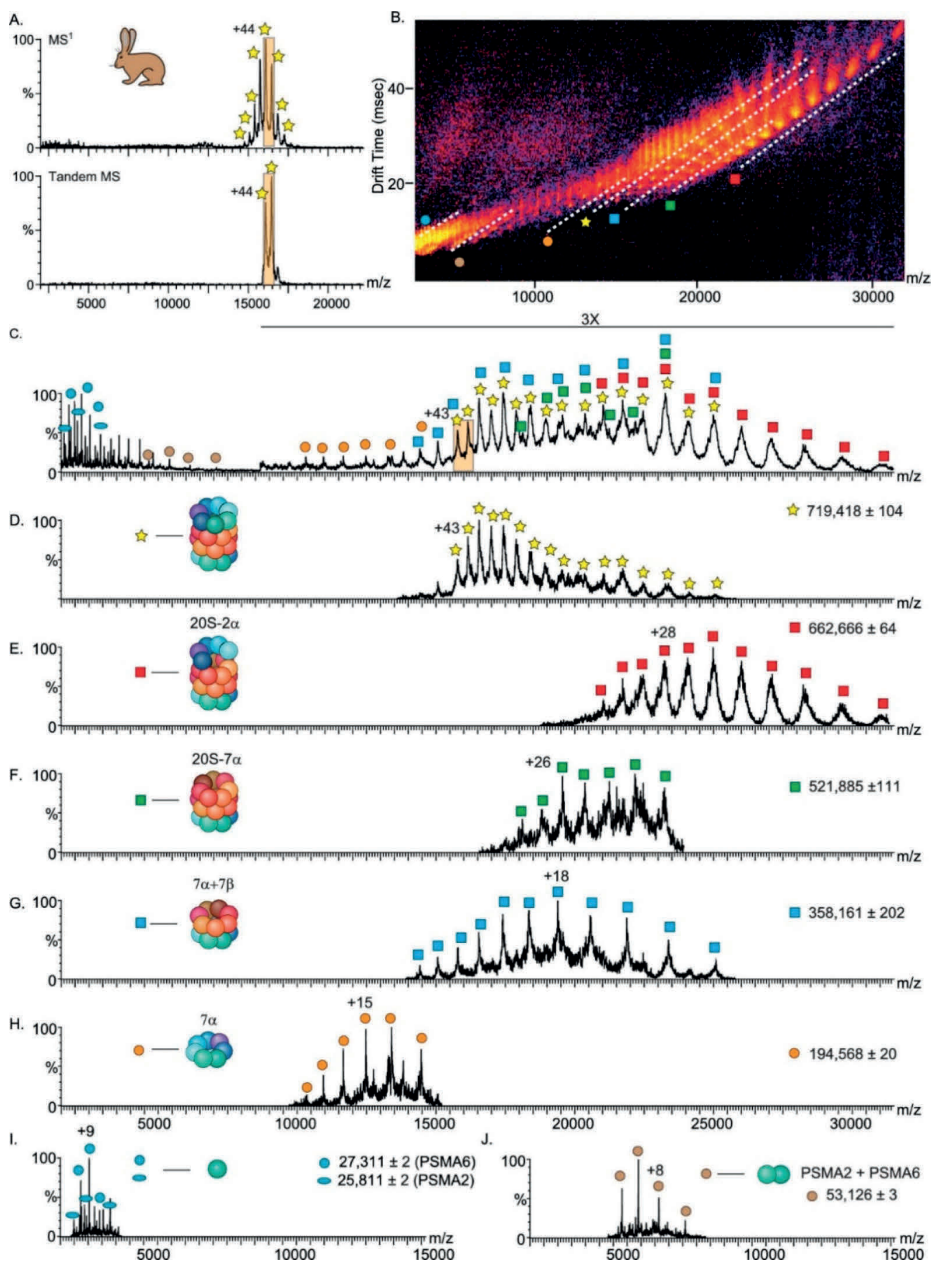 A.
MS1
+44
100
%
0
Tandem MS
+44
100
%
0
5000 10000 15000 20000 m/z
B.
Drift Time (msec)
40
20
10000 20000 30000 m/z
3X
C.
100
%
0
+43
m/z
D.
100
%
0
+43
719,418 ± 104
m/z
20S-2α
E.
100
%
0
+28
662,666 ± 64
m/z
20S-7α
F.
100
%
0
+26
521,885 ±111
m/z
7α+7β
G.
100
%
0
+18
358,161 ± 202
m/z
7α
H.
100
%
0
+15
194,568 ± 20
5000 10000 15000 20000 25000 30000 m/z
I.
100
%
0
+9
27,311 ± 2 (PSMA6)
25,811 ± 2 (PSMA2)
5000 10000 15000 m/z
J.
100
%
0
+8
PSMA2 + PSMA6
53,126 ± 3
5000 10000 15000 m/z